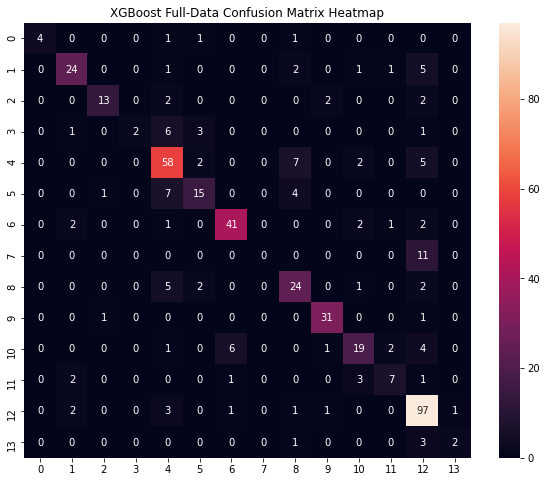 XGBoost Full-Data Confusion Matrix Heatmap
0 4 0 0 0 1 1 0 0 1 0 0 0 0 0
1 0 24 0 0 1 0 0 0 2 0 1 1 5 0
2 0 0 13 0 2 0 0 0 0 2 0 0 2 0
3 0 1 0 2 6 3 0 0 0 0 0 0 1 0
4 0 0 0 0 58 2 0 0 7 0 2 0 5 0
5 0 0 1 0 7 15 0 0 4 0 0 0 0 0
6 0 2 0 0 1 0 41 0 0 0 2 1 2 0
7 0 0 0 0 0 0 0 0 0 0 0 0 11 0
8 0 0 0 0 5 2 0 0 24 0 1 0 2 0
9 0 0 1 0 0 0 0 0 0 31 0 0 1 0
10 0 0 0 0 1 0 6 0 0 1 19 2 4 0
11 0 2 0 0 0 0 1 0 0 0 3 7 1 0
12 0 2 0 0 3 0 1 0 1 1 0 0 97 1
13 0 0 0 0 0 0 0 0 1 0 0 0 3 2
0 1 2 3 4 5 6 7 8 9 10 11 12 13
80
60
40
20
0